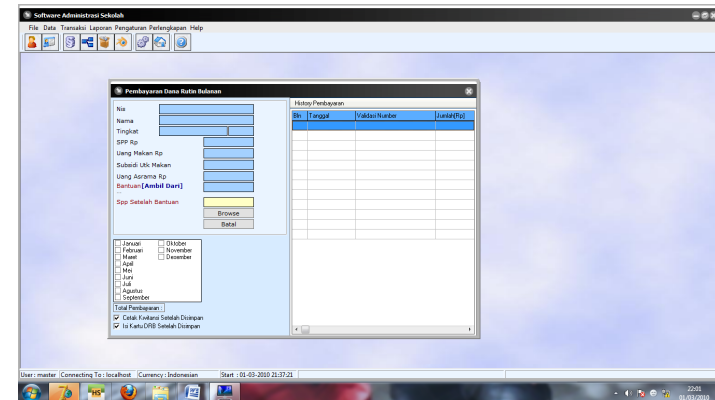 Software Administrasi Sekolah
File Data Transaksi Laporan Pengaturan Perlengkapan Help
Pembayaran Dana Rutin Bulanan
Nis
Nama
Tingkat
SPP Rp
Uang Makan Rp
Subsidi Utk Makan
Uang Asrama Rp
Bantuan[Ambil Dari]
...
Spp Setelah Bantuan
Browse
Batal
History Pembayaran
Bln Tanggal Validasi Number Jumlah(Rp)
Januari Oktober
Februari November
Maret Desember
April
Mei
Juni
Juli
Agustus
September
Total Pembayaran :
Cetak Kwitansi Setelah Disimpan
Isi Kartu DRB Setelah Disimpan
User : master Connecting To : localhost Currency : Indonesian Start : 01-03-2010 21:37:21
22:01
01/03/2010